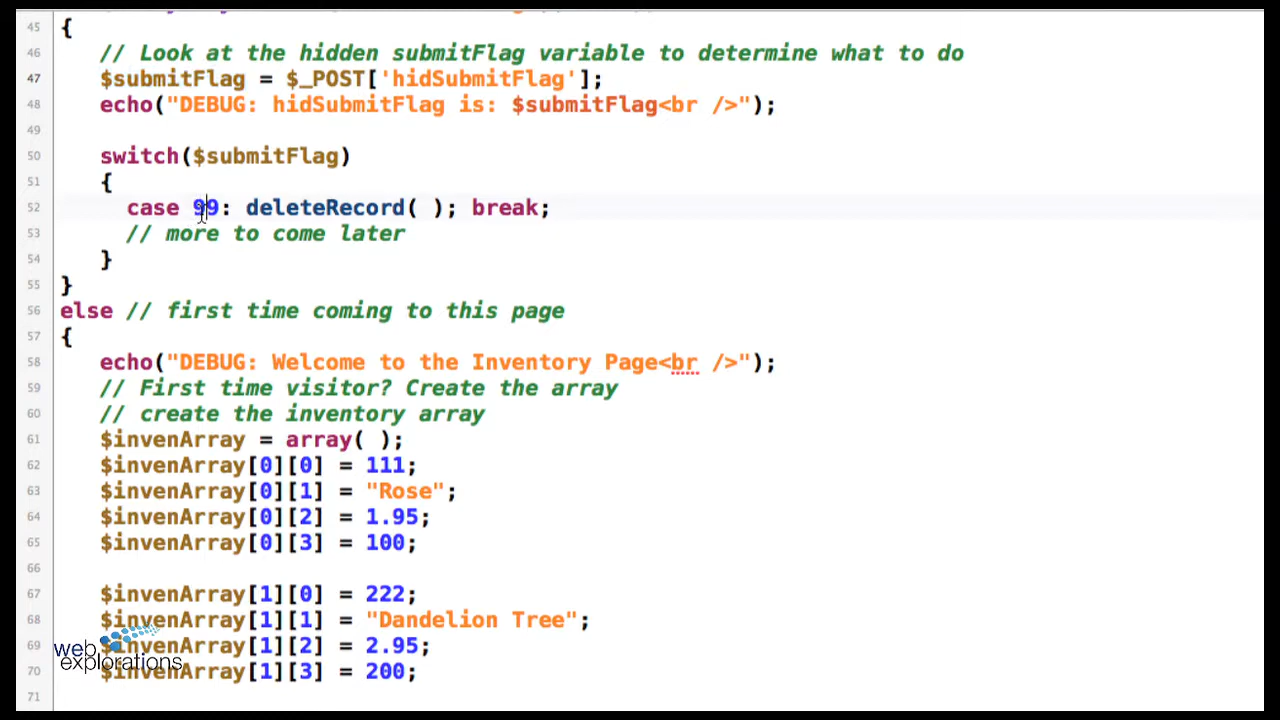 45 {
46 // Look at the hidden submitFlag variable to determine what to do
47 $submitFlag = $_POST['hidSubmitFlag'];
48 echo("DEBUG: hidSubmitFlag is: $submitFlag<br />");
49
50 switch($submitFlag)
51 {
52 case 99: deleteRecord( ); break;
53 // more to come later
54 }
55 }
56 else // first time coming to this page
57 {
58 echo("DEBUG: Welcome to the Inventory Page<br />");
59 // First time visitor? Create the array
60 // create the inventory array
61 $invenArray = array( );
62 $invenArray[0][0] = 111;
63 $invenArray[0][1] = "Rose";
64 $invenArray[0][2] = 1.95;
65 $invenArray[0][3] = 100;
66
67 $invenArray[1][0] = 222;
68 $invenArray[1][1] = "Dandelion Tree";
69 $invenArray[1][2] = 2.95;
70 $invenArray[1][3] = 200;
71
web
explorations